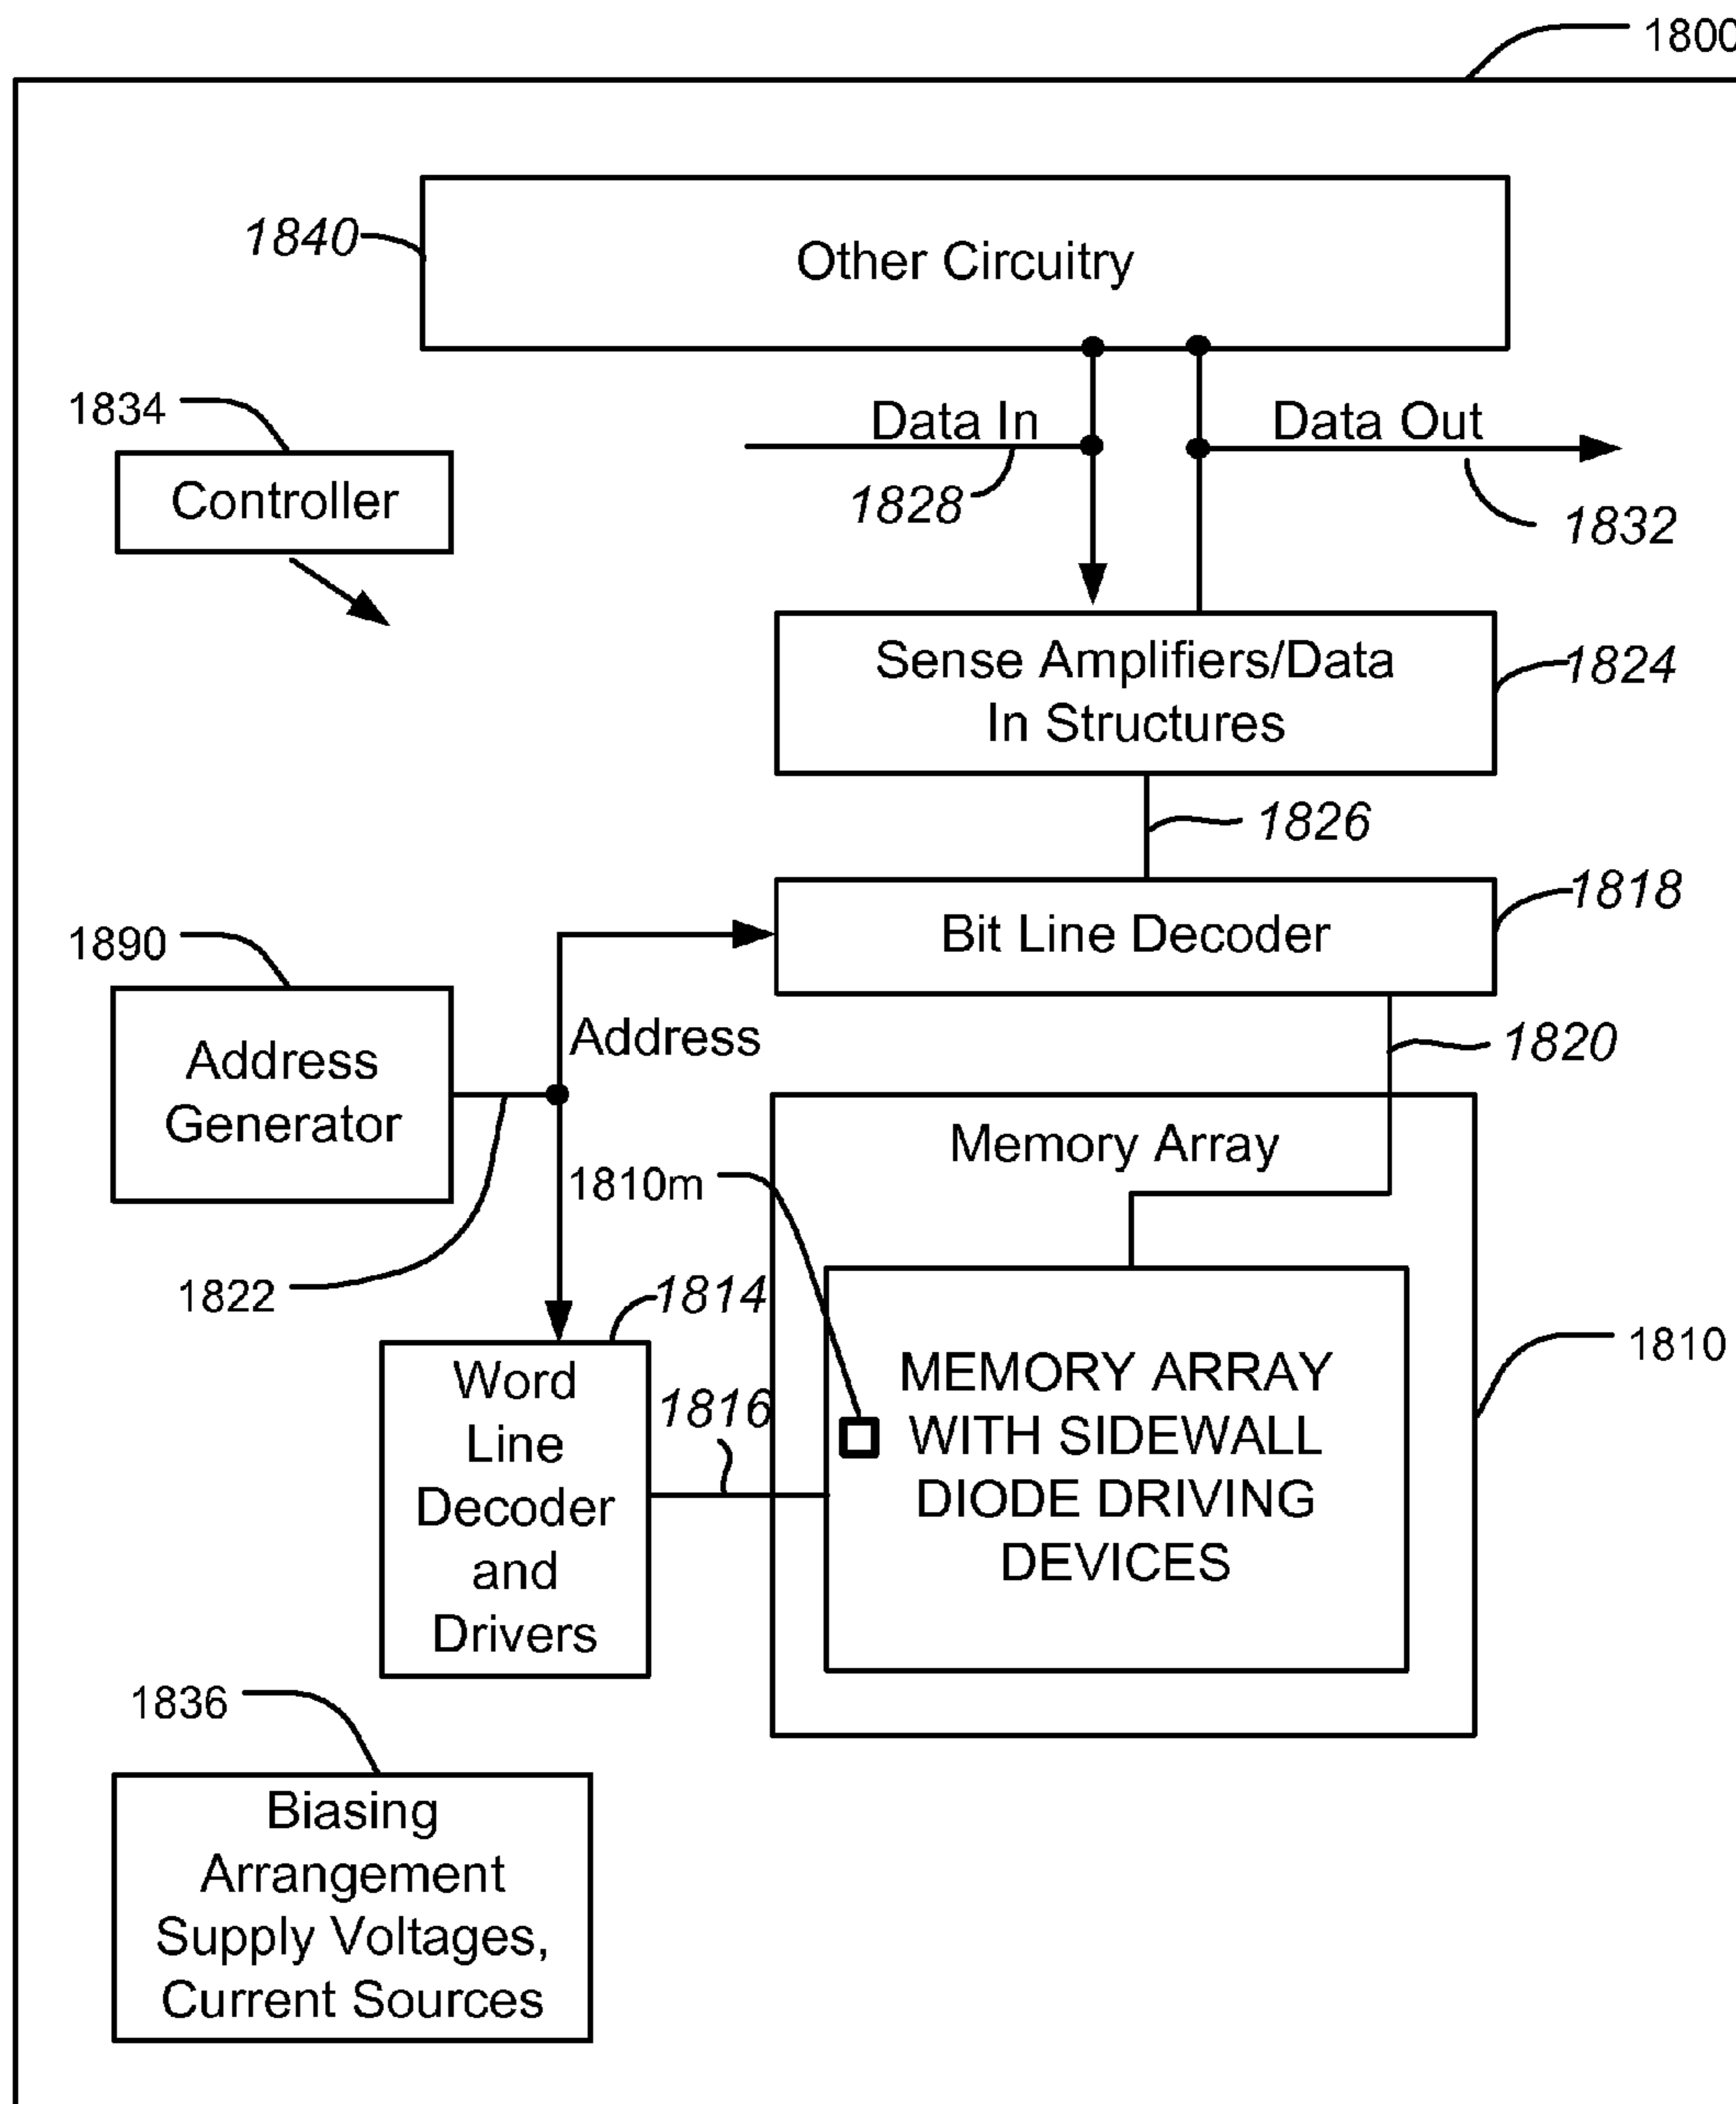 1800
1840
Other Circuitry
1834
Controller
Data In
Data Out
1828
1832
Sense Amplifiers/Data
In Structures
1824
1826
1818
Bit Line Decoder
1890
Address
Generator
Address
1820
Memory Array
1810m
1822
1814
1810
Word
Line
Decoder
and
Drivers
1816
MEMORY ARRAY
WITH SIDEWALL
DIODE DRIVING
DEVICES
1836
Biasing
Arrangement
Supply Voltages,
Current Sources